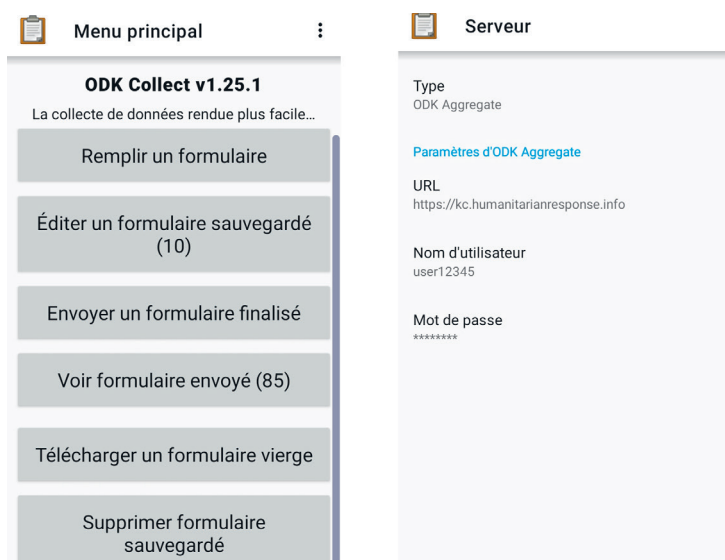 Menu principal
ODK Collect v1.25.1
La collecte de données rendue plus facile...
Remplir un formulaire
Éditer un formulaire sauvegardé
(10)
Envoyer un formulaire finalisé
Voir formulaire envoyé (85)
Télécharger un formulaire vierge
Supprimer formulaire
sauvegardé
Serveur
Type
ODK Aggregate
Paramètres d'ODK Aggregate
URL
https://kc.humanitarianresponse.info
Nom d'utilisateur
user12345
Mot de passe
********